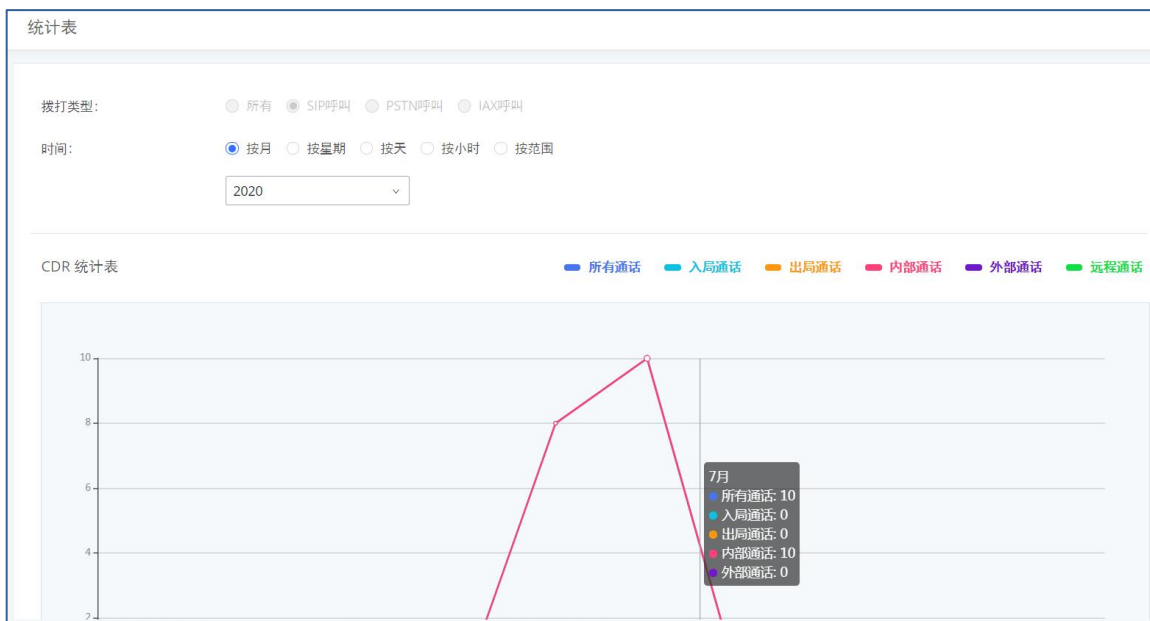 统计表
拨打类型: 所有 SIP呼叫 PSTN呼叫 IAX呼叫
时间: 按月 按星期 按天 按小时 按范围
2020
CDR 统计表 所有通话 入局通话 出局通话 内部通话 外部通话 远程通话
10
8
6
4
2
7月
所有通话: 10
入局通话: 0
出局通话: 0
内部通话: 10
外部通话: 0